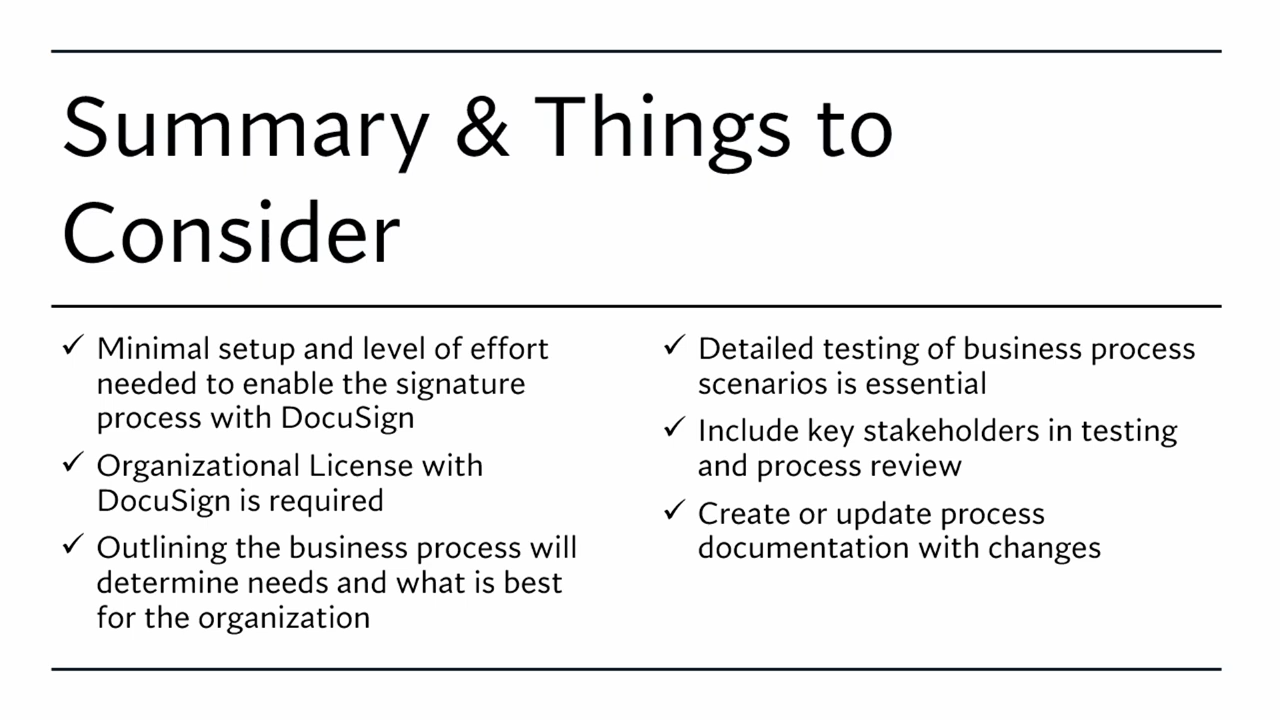 Summary & Things to
Consider
✓ Minimal setup and level of effort
needed to enable the signature
process with DocuSign
✓ Organizational License with
DocuSign is required
✓ Outlining the business process will
determine needs and what is best
for the organization
✓ Detailed testing of business process
scenarios is essential
✓ Include key stakeholders in testing
and process review
✓ Create or update process
documentation with changes